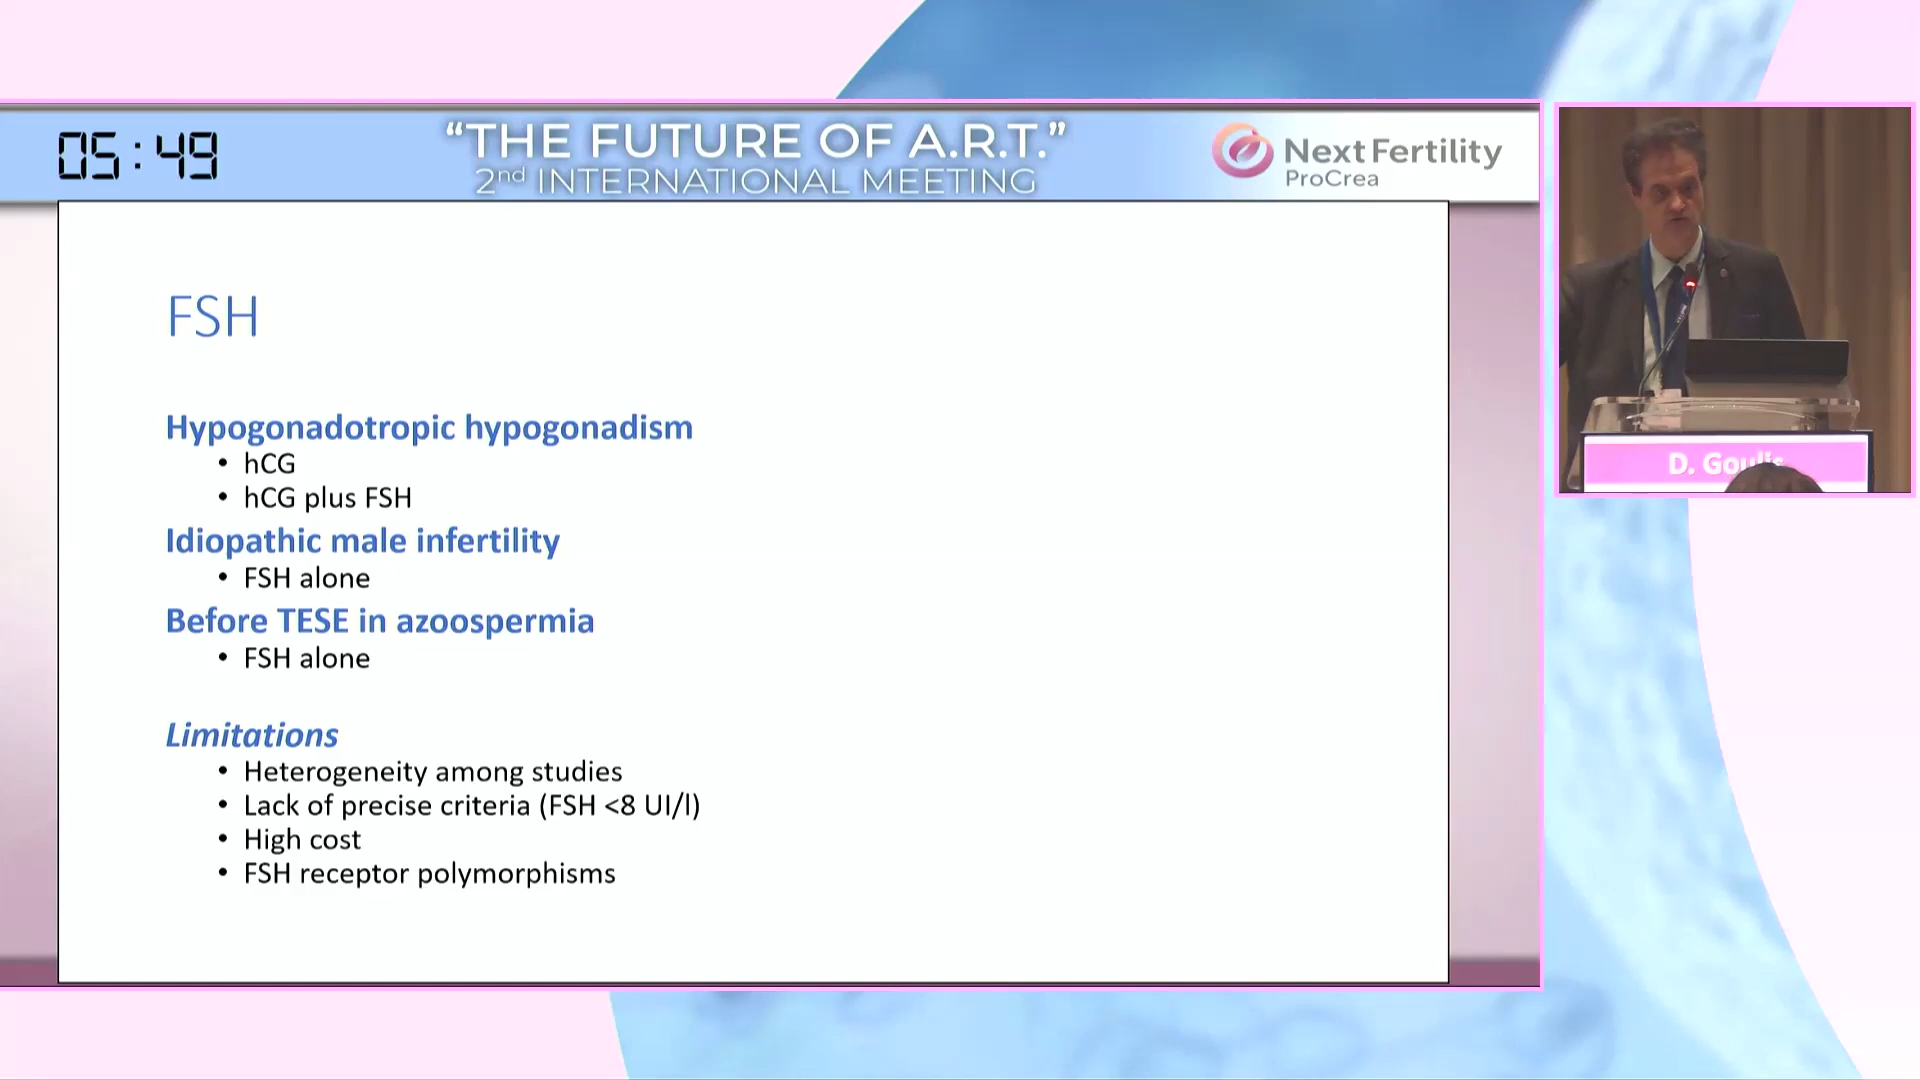 05:49
“THE FUTURE OF A.R.T.”
2nd INTERNATIONAL MEETING
Next Fertility
ProCrea
FSH
Hypogonadotropic hypogonadism
• hCG
• hCG plus FSH
Idiopathic male infertility
• FSH alone
Before TESE in azoospermia
• FSH alone
Limitations
• Heterogeneity among studies
• Lack of precise criteria (FSH <8 UI/l)
• High cost
• FSH receptor polymorphisms
D. Goulis